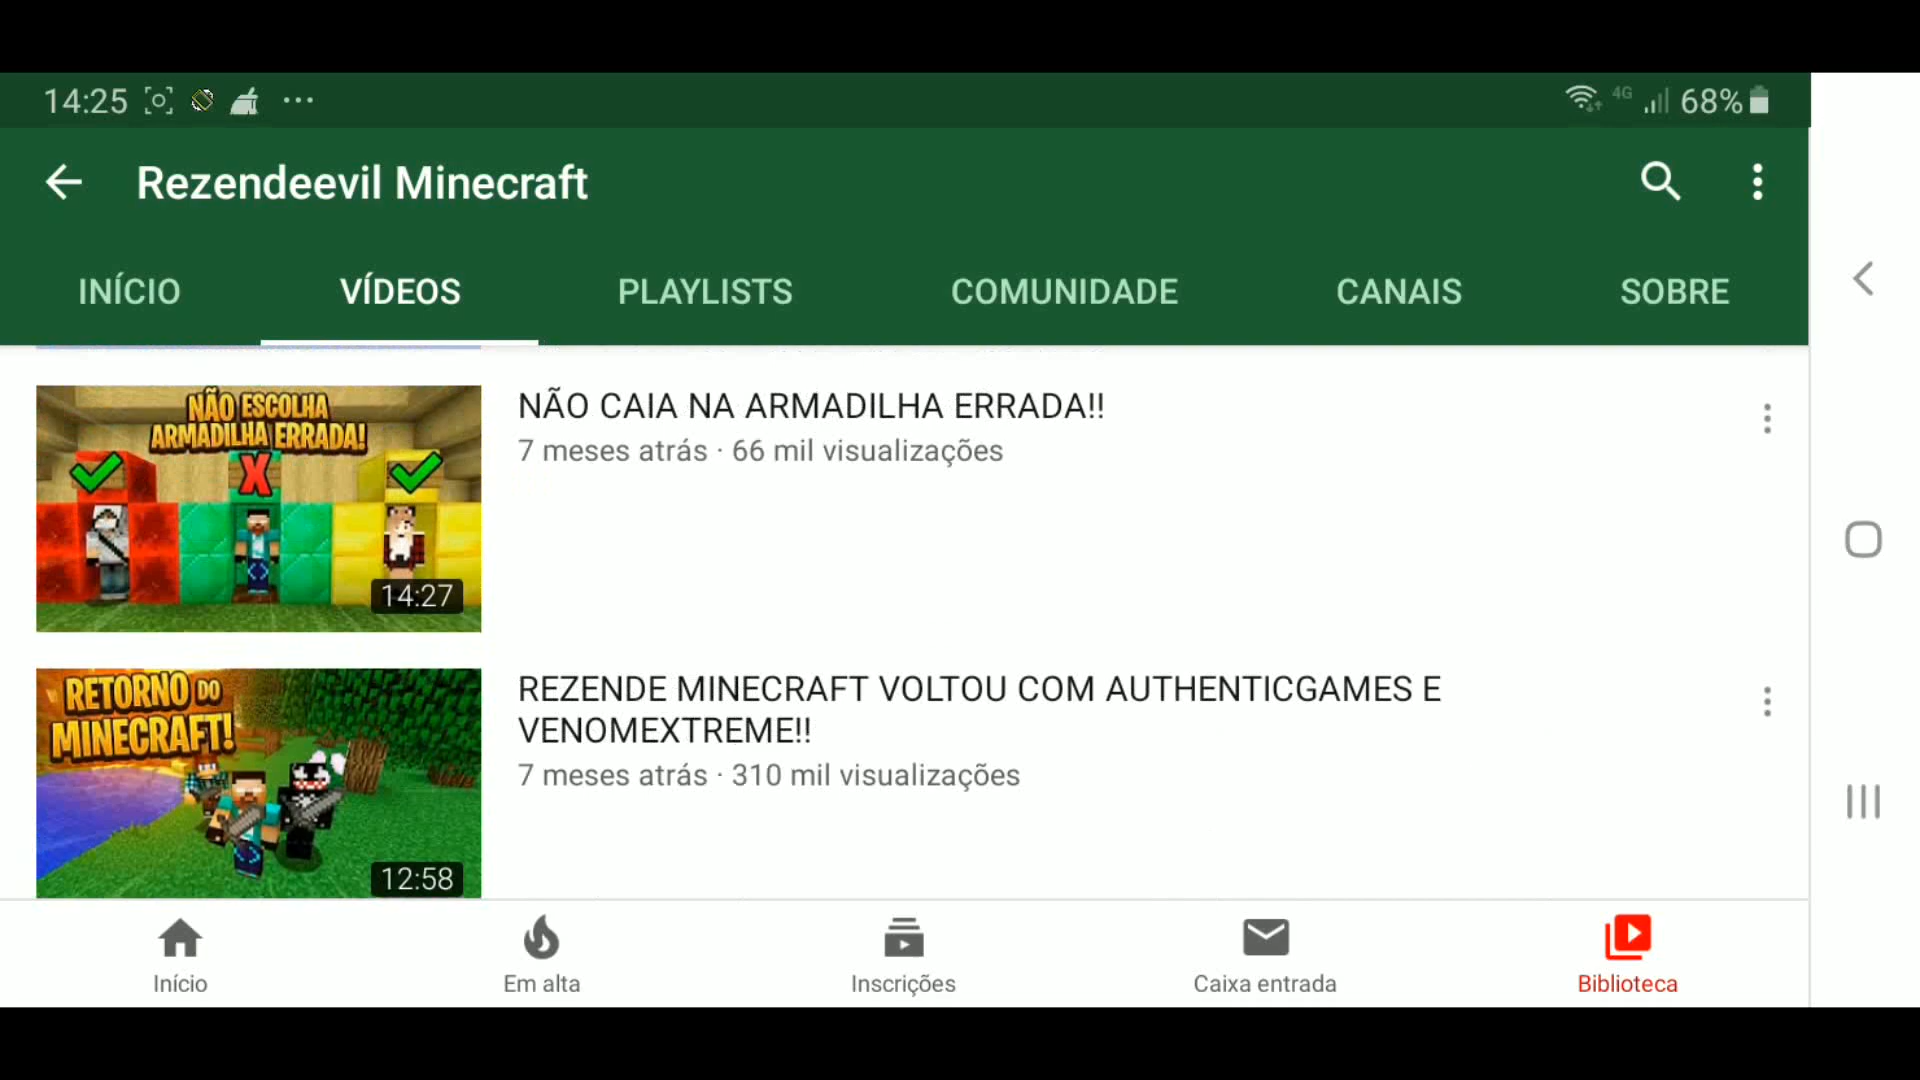 14:25
4G
68%
Rezendeevil Minecraft
INÍCIO
VÍDEOS
PLAYLISTS
COMUNIDADE
CANAIS
SOBRE
NÃO ESCOLHA
ARMADILHA ERRADA!
X
14:27
NÃO CAIA NA ARMADILHA ERRADA!!
7 meses atrás · 66 mil visualizações
RETORNO DO
MINECRAFT!
12:58
REZENDE MINECRAFT VOLTOU COM AUTHENTICGAMES E
VENOMEXTREME!!
7 meses atrás · 310 mil visualizações
Início
Em alta
Inscrições
Caixa entrada
Biblioteca